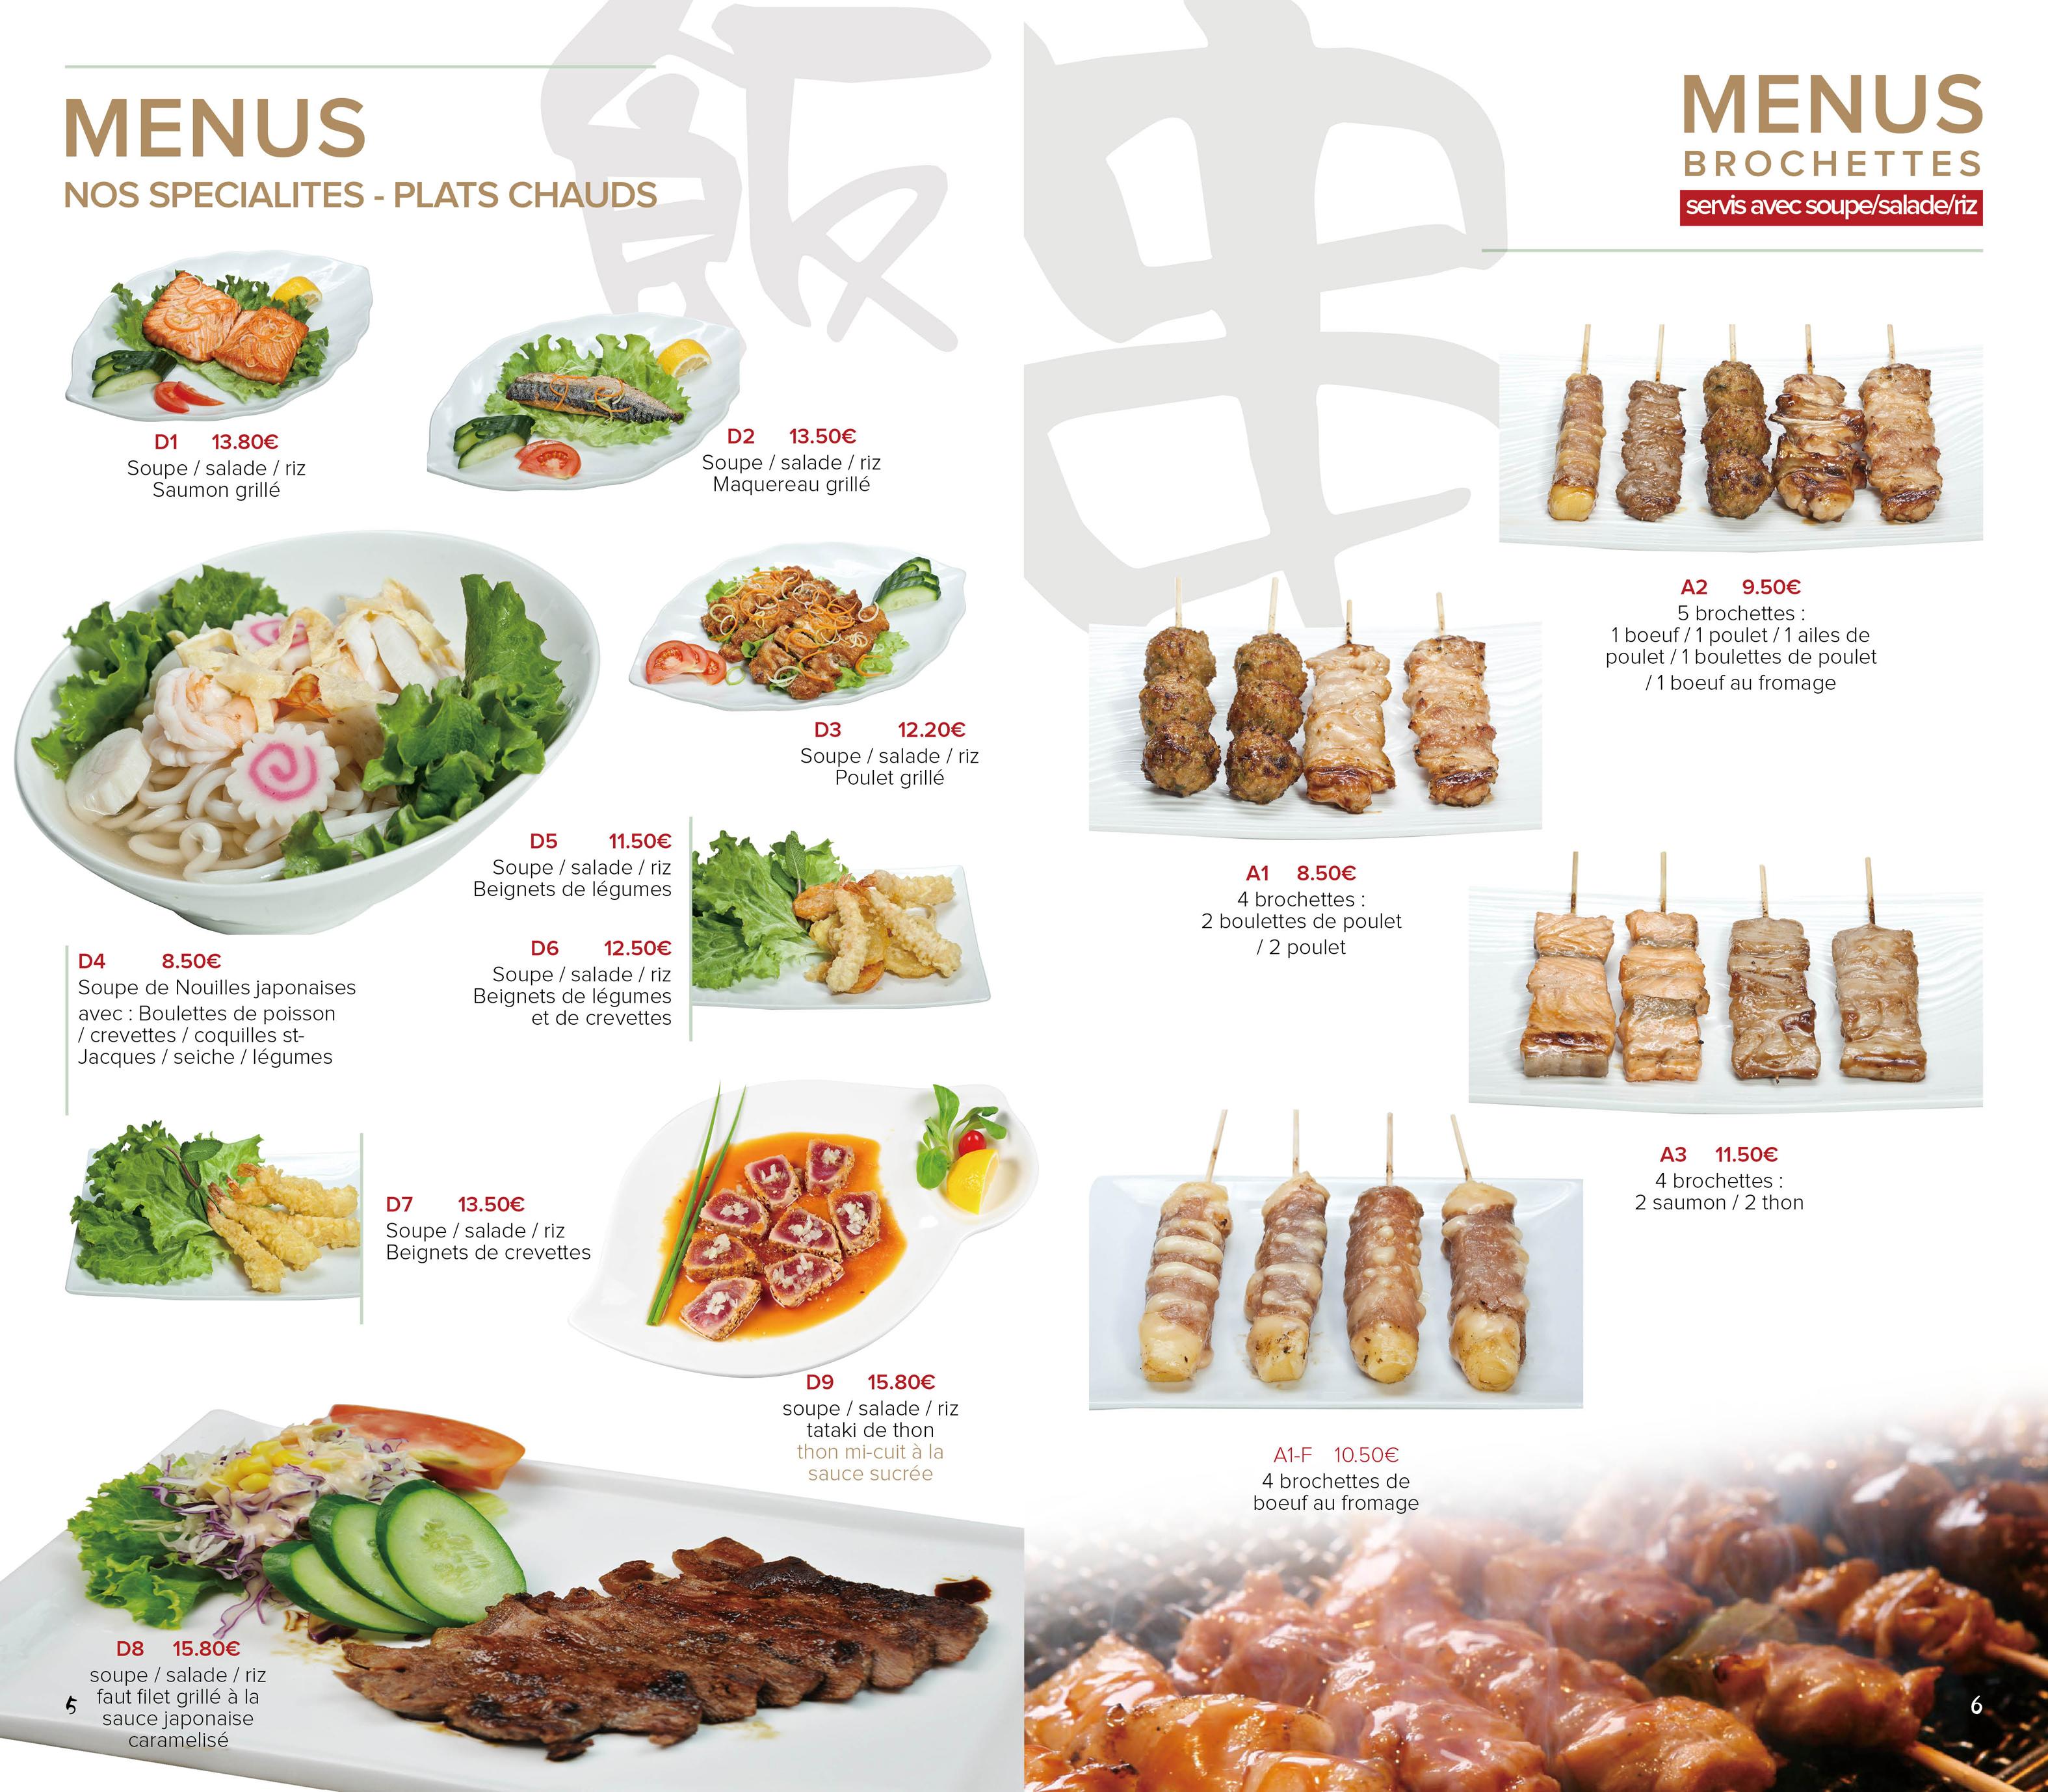 MENUS
NOS SPECIALITES - PLATS CHAUDS
飯
D1 13.80€
Soupe / salade / riz
Saumon grillé
D2 13.50€
Soupe / salade / riz
Maquereau grillé
D3 12.20€
Soupe / salade / riz
Poulet grillé
D5 11.50€
Soupe / salade / riz
Beignets de légumes
D6 12.50€
Soupe / salade / riz
Beignets de légumes
et de crevettes
D4 8.50€
Soupe de Nouilles japonaises
avec : Boulettes de poisson
/ crevettes / coquilles st-
Jacques / seiche / légumes
D7 13.50€
Soupe / salade / riz
Beignets de crevettes
D9 15.80€
soupe / salade / riz
tataki de thon
thon mi-cuit à la
sauce sucrée
D8 15.80€
soupe / salade / riz
faut filet grillé à la
sauce japonaise
caramelisé
5
MENUS
BROCHETTES
servis avec soupe/salade/riz
串
A2 9.50€
5 brochettes :
1 boeuf / 1 poulet / 1 ailes de
poulet / 1 boulettes de poulet
/ 1 boeuf au fromage
A1 8.50€
4 brochettes :
2 boulettes de poulet
/ 2 poulet
A3 11.50€
4 brochettes :
2 saumon / 2 thon
A1-F 10.50€
4 brochettes de
boeuf au fromage
6